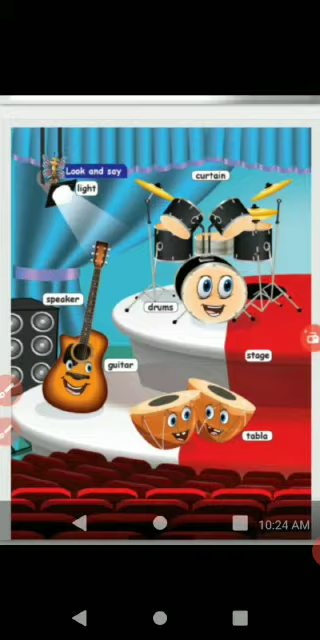 Look and say
curtain
light
speaker
drums
guitar
stage
tabla
10:24 AM